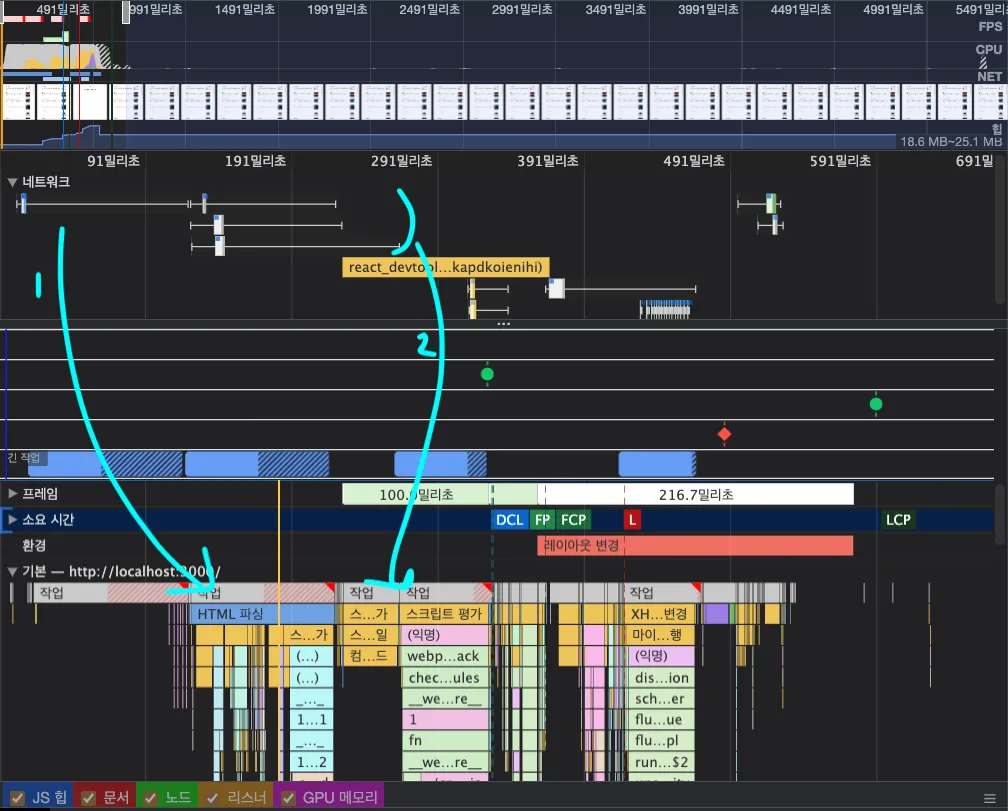 491밀리초 991밀리초 1491밀리초 1991밀리초 2491밀리초 2991밀리초 3491밀리초 3991밀리초 4491밀리초 4991밀리초 5491밀리초
FPS
CPU
NET
힙
18.6 MB~25.1 MB
91밀리초 191밀리초 291밀리초 391밀리초 491밀리초 591밀리초 691밀
▼ 네트워크
1
react_devtool...kapdkoienihi)
...
2
긴 작업
▶ 프레임 100.0밀리초 216.7밀리초
▶ 소요 시간 DCL FP FCP L LCP
환경 레이아웃 변경
▼ 기본 — http://localhost:3000/
작업 작업 작업 작업 작업
HTML 파싱 스...가 스크립트 평가 XH...변경
스...가 스...일 (익명) 마이...행
(...) 컴...드 webp...ack (익명)
(...) chec...ules dis...ion
_..._ __we...re__ sch...er
1...1 1 flu...ue
_..._ fn flu...pl
1...2 __we...re__ run...$2
JS 힙 문서 노드 리스너 GPU 메모리